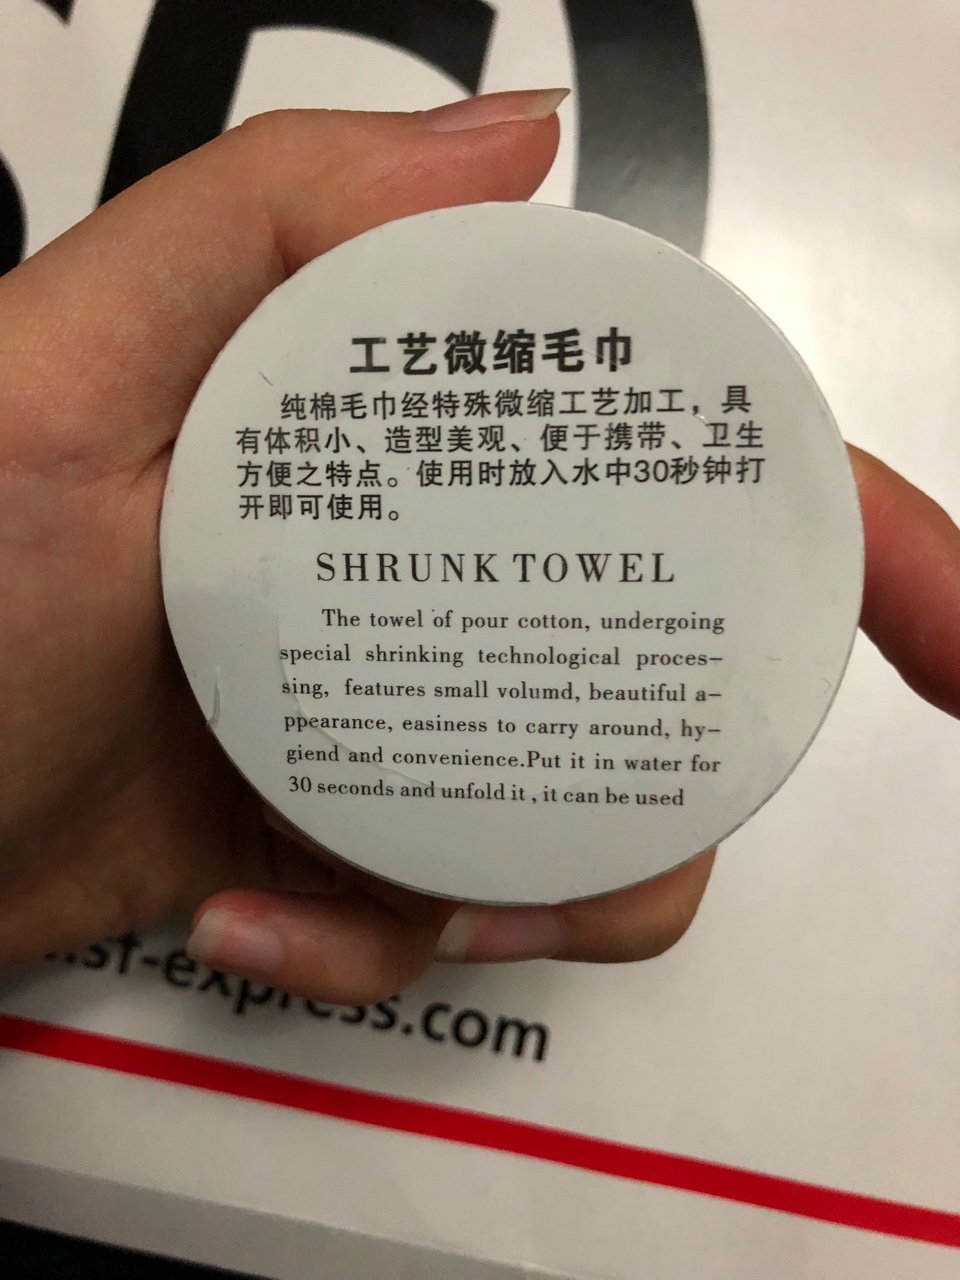 工艺微缩毛巾
纯棉毛巾经特殊微缩工艺加工，具
有体积小、造型美观、便于携带、卫生
方便之特点。使用时放入水中30秒钟打
开即可使用。
SHRUNK TOWEL
The towel of pour cotton, undergoing
special shrinking technological proces-
sing, features small volumd, beautiful a-
ppearance, easiness to carry around, hy-
giend and convenience.Put it in water for
30 seconds and unfold it , it can be used
.sf-express.com